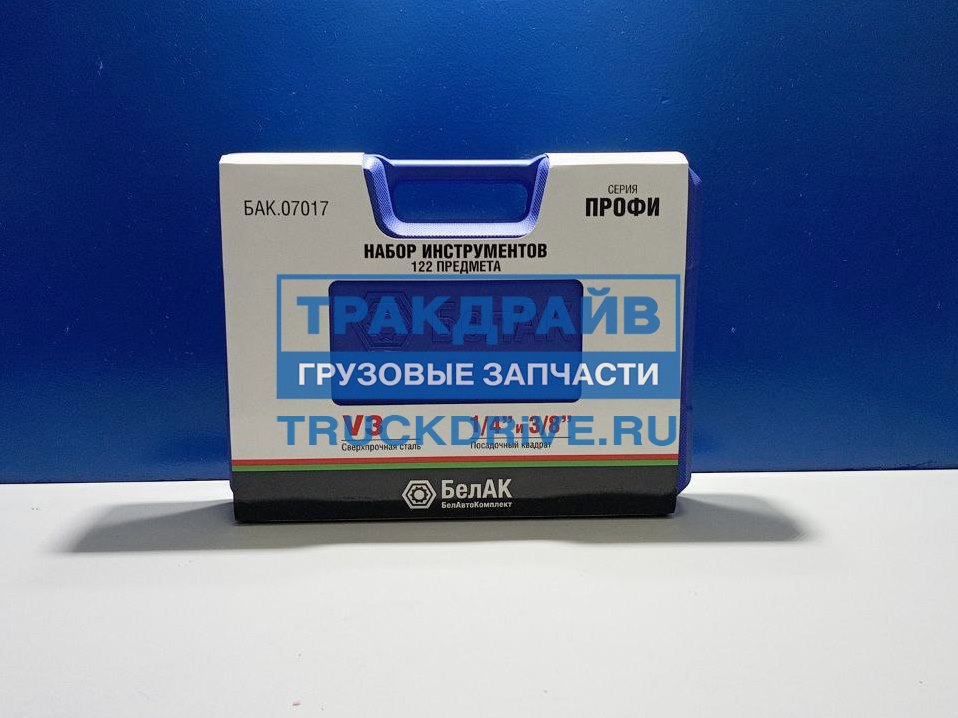 БАК.07017
СЕРИЯ
ПРОФИ
НАБОР ИНСТРУМЕНТОВ
122 ПРЕДМЕТА
ТРАКДРАЙВ
ГРУЗОВЫЕ ЗАПЧАСТИ
TRUCKDRIVE.RU
V3
Сверхпрочная сталь
1/4” и 3/8”
Посадочный квадрат
БелАК
БелАвтоКомплект